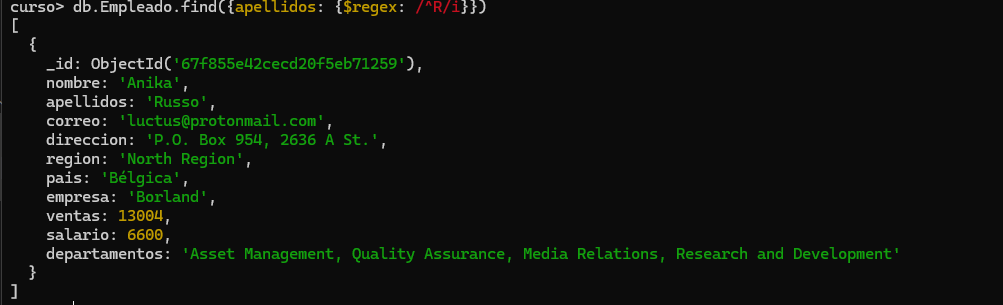 curso> db.Empleado.find({apellidos: {$regex: /^R/i}})
[
  {
    _id: ObjectId('67f855e42cecd20f5eb71259'),
    nombre: 'Anika',
    apellidos: 'Russo',
    correo: 'luctus@protonmail.com',
    direccion: 'P.O. Box 954, 2636 A St.',
    region: 'North Region',
    pais: 'Bélgica',
    empresa: 'Borland',
    ventas: 13004,
    salario: 6600,
    departamentos: 'Asset Management, Quality Assurance, Media Relations, Research and Development'
  }
]